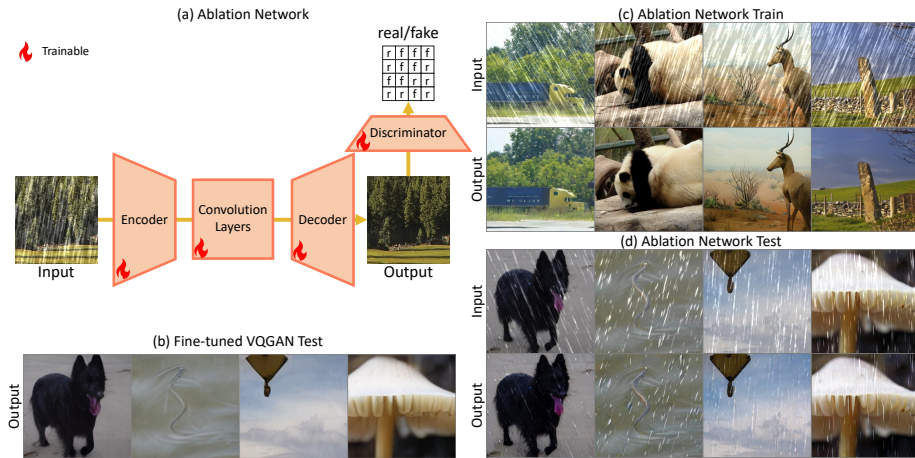 (a) Ablation Network
Trainable
real/fake
r f f f
r f f r
f f r r
r r f r
Discriminator
Encoder
Convolution
Layers
Decoder
Input
Output
(b) Fine-tuned VQGAN Test
Output
(c) Ablation Network Train
Input
Output
(d) Ablation Network Test
Input
Output